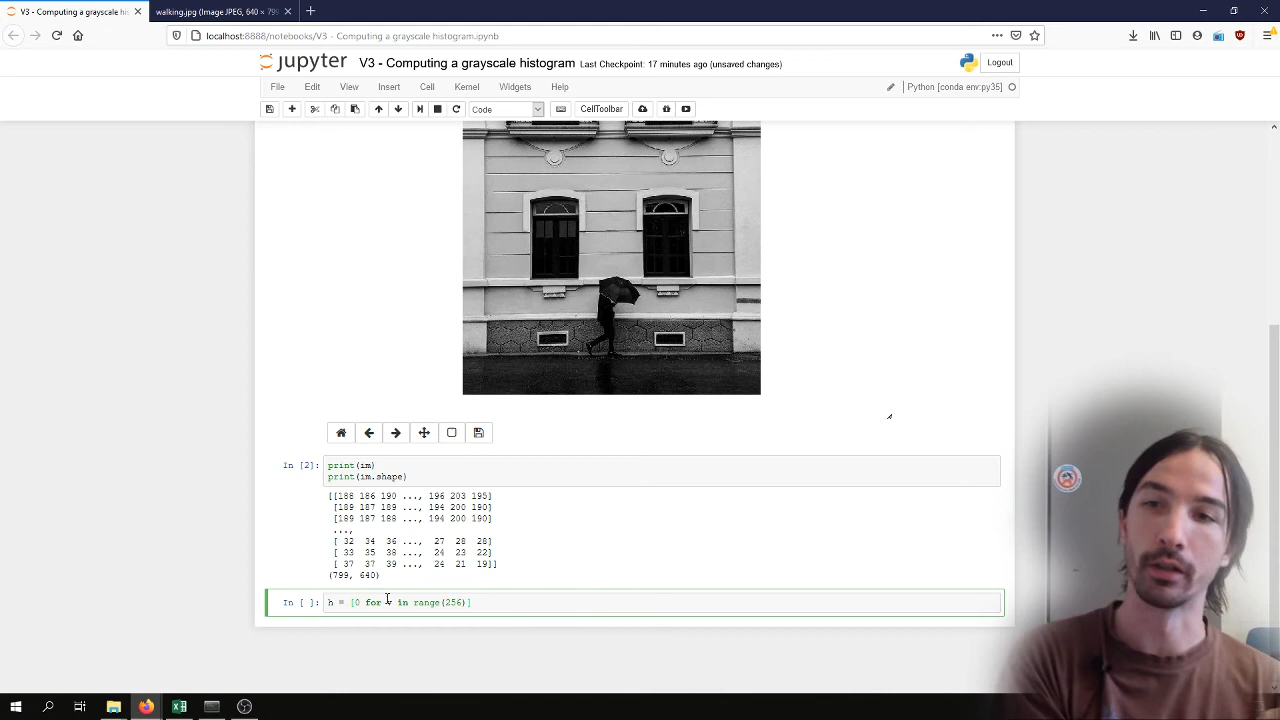 V3 - Computing a grayscale
walking.jpg (Image JPEG, 640 × 799
localhost:8888/notebooks/V3 - Computing a grayscale histogram.ipynb
jupyter V3 - Computing a grayscale histogram Last Checkpoint: 17 minutes ago (unsaved changes)
Logout
File Edit View Insert Cell Kernel Widgets Help
Python [conda env:py35]
Code
CellToolbar
In [2]: print(im)
print(im.shape)
[[188 186 190 ..., 196 203 195]
[189 187 189 ..., 194 200 190]
[189 187 188 ..., 194 200 190]
...,
[ 32 34 36 ..., 27 28 28]
[ 33 35 38 ..., 24 23 22]
[ 37 37 39 ..., 24 21 19]]
(799, 640)
In [ ]: h = [0 for in range(256)]